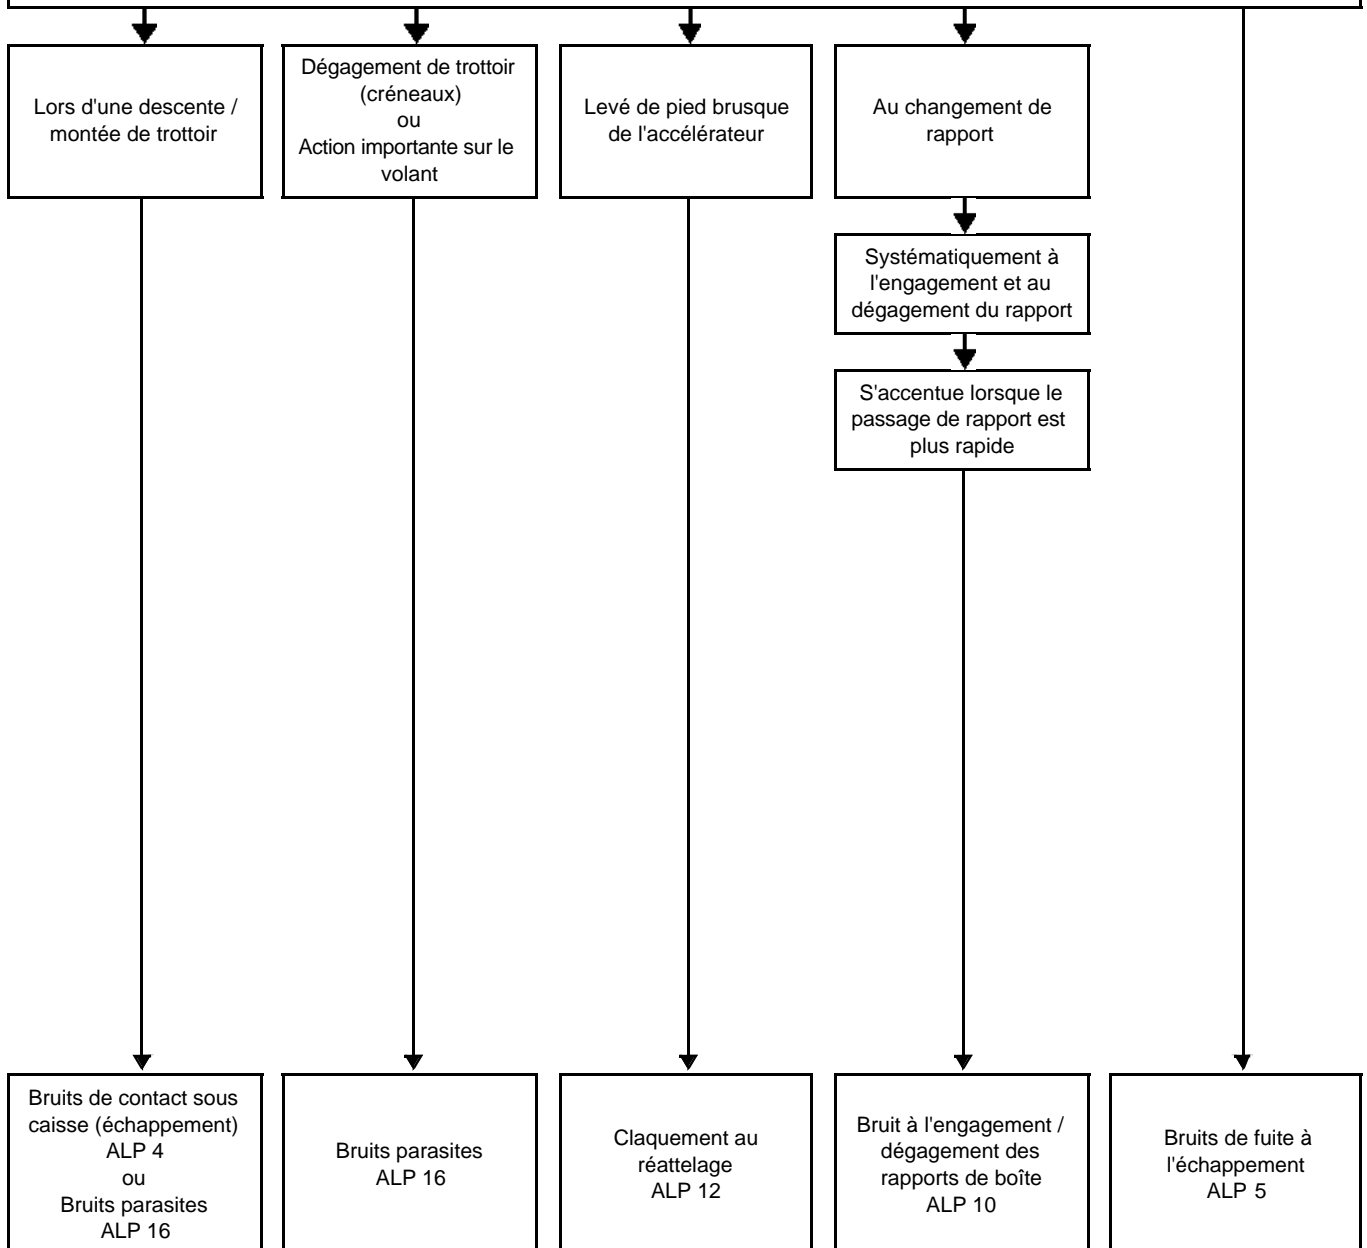 Lors d'une descente /
montée de trottoir
Dégagement de trottoir
(créneaux)
ou
Action importante sur le
volant
Levé de pied brusque
de l'accélérateur
Au changement de
rapport
Systématiquement à
l'engagement et au
dégagement du rapport
S'accentue lorsque le
passage de rapport est
plus rapide
Bruits de contact sous
caisse (échappement)
ALP 4
ou
Bruits parasites
ALP 16
Bruits parasites
ALP 16
Claquement au
réattelage
ALP 12
Bruit à l'engagement /
dégagement des
rapports de boîte
ALP 10
Bruits de fuite à
l'échappement
ALP 5